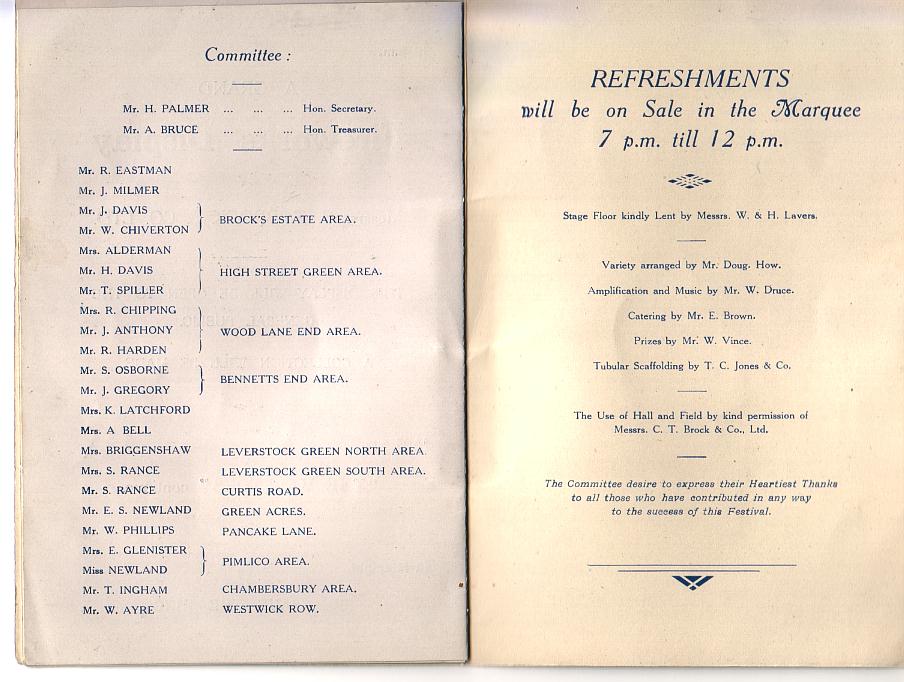 Committee :
Mr. H. PALMER ... ... ... Hon. Secretary.
Mr. A. BRUCE ... ... ... Hon. Treasurer.
Mr. R. EASTMAN
Mr. J. MILMER
Mr. J. DAVIS
Mr. W. CHIVERTON
BROCK'S ESTATE AREA.
Mrs. ALDERMAN
Mr. H. DAVIS
Mr. T. SPILLER
HIGH STREET GREEN AREA.
Mrs. R. CHIPPING
Mr. J. ANTHONY
Mr. R. HARDEN
WOOD LANE END AREA.
Mr. S. OSBORNE
Mr. J. GREGORY
BENNETTS END AREA.
Mrs. K. LATCHFORD
Mrs. A BELL
Mrs. BRIGGENSHAW LEVERSTOCK GREEN NORTH AREA
Mrs. S. RANCE LEVERSTOCK GREEN SOUTH AREA.
Mr. S. RANCE CURTIS ROAD.
Mr. E. S. NEWLAND GREEN ACRES.
Mr. W. PHILLIPS PANCAKE LANE.
Mrs. E. GLENISTER
Miss NEWLAND
PIMLICO AREA.
Mr. T. INGHAM CHAMBERSBURY AREA.
Mr. W. AYRE WESTWICK ROW.
REFRESHMENTS
will be on Sale in the Marquee
7 p.m. till 12 p.m.
Stage Floor kindly Lent by Messrs. W. & H. Lavers.
Variety arranged by Mr. Doug. How.
Amplification and Music by Mr. W. Druce.
Catering by Mr. E. Brown.
Prizes by Mr. W. Vince.
Tubular Scaffolding by T. C. Jones & Co.
The Use of Hall and Field by kind permission of
Messrs. C. T. Brock & Co., Ltd.
The Committee desire to express their Heartiest Thanks
to all those who have contributed in any way
to the success of this Festival.